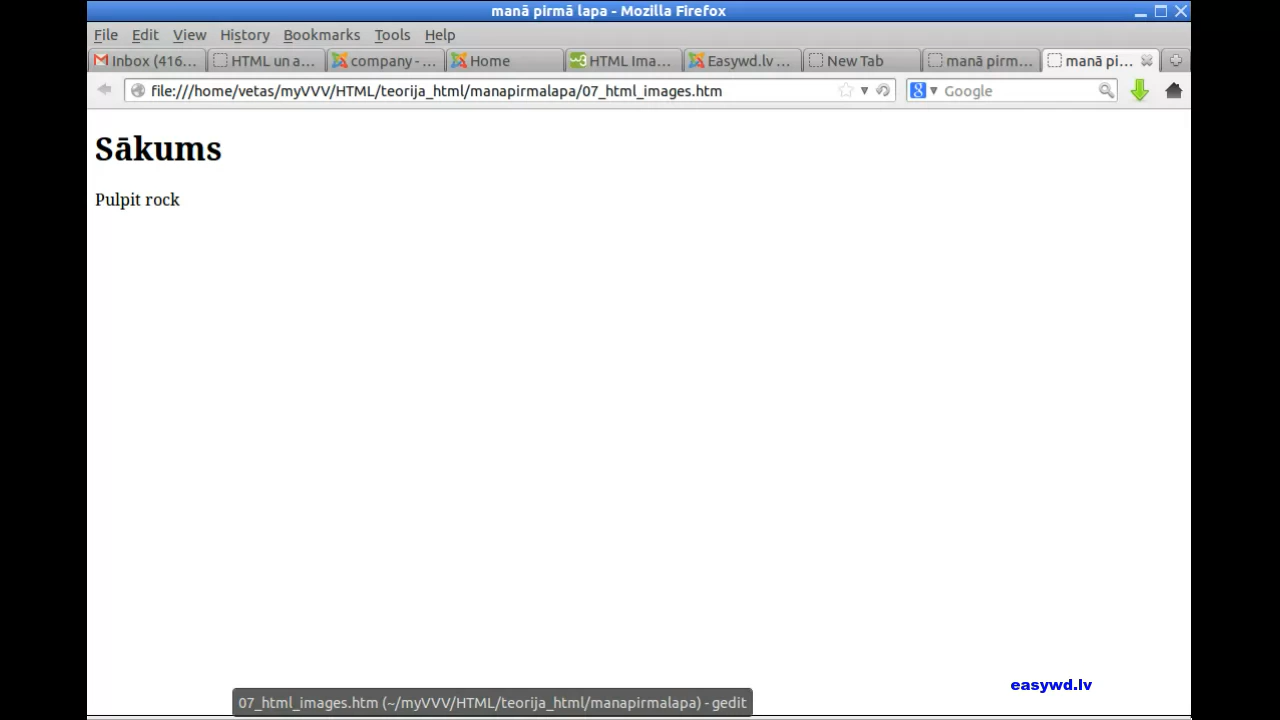 manā pirmā lapa - Mozilla Firefox
File Edit View History Bookmarks Tools Help
Inbox (416... HTML un a... company - ... Home HTML Ima... Easywd.lv ... New Tab manā pirm... manā pi...
file:///home/vetas/myVVV/HTML/teorija_html/manapirmalapa/07_html_images.htm Google
Sākums
Pulpit rock
easywd.lv
07_html_images.htm (~/myVVV/HTML/teorija_html/manapirmalapa) - gedit